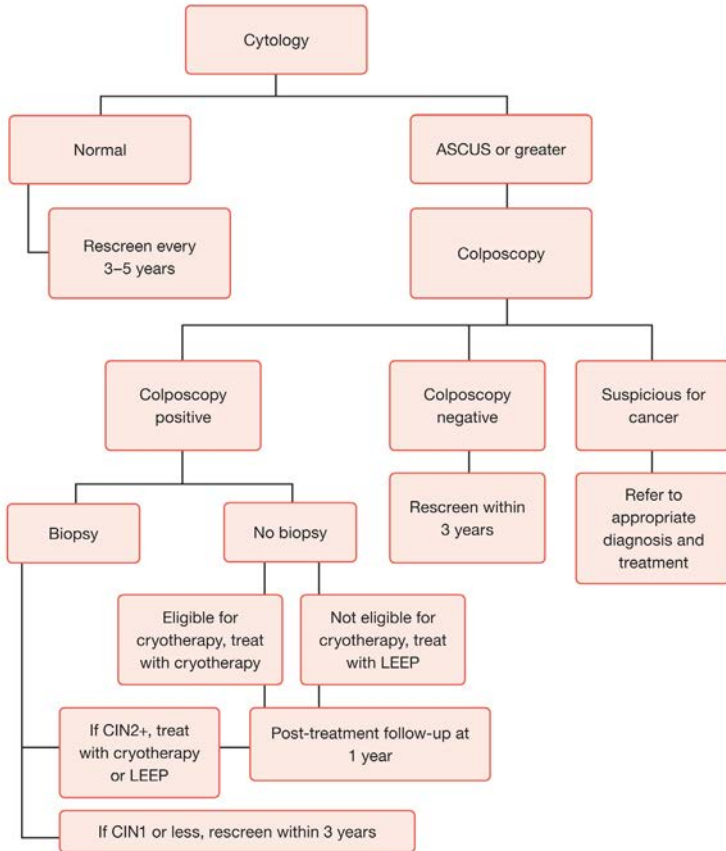 Cytology
Normal
ASCUS or greater
Rescreen every
3–5 years
Colposcopy
Colposcopy
positive
Colposcopy
negative
Suspicious for
cancer
Biopsy
No biopsy
Rescreen within
3 years
Refer to
appropriate
diagnosis and
treatment
Eligible for
cryotherapy, treat
with cryotherapy
Not eligible for
cryotherapy, treat
with LEEP
If CIN2+, treat
with cryotherapy
or LEEP
Post-treatment follow-up at
1 year
If CIN1 or less, rescreen within 3 years